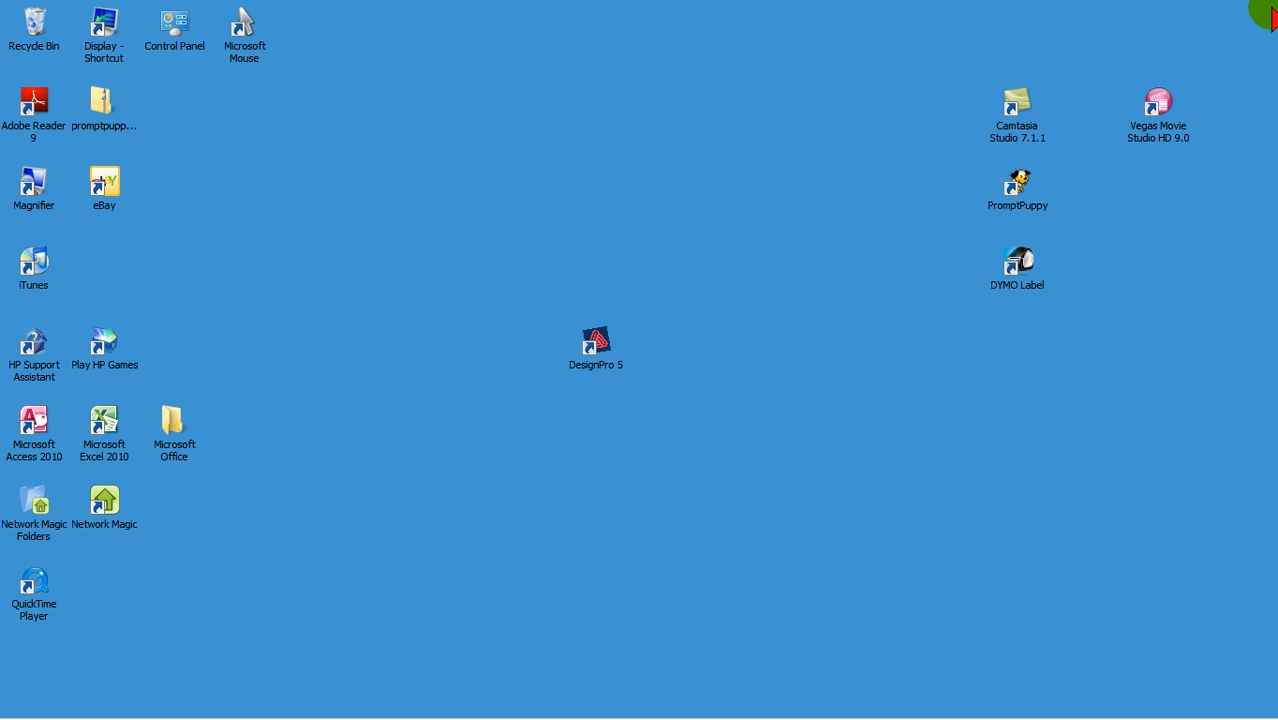 Recycle Bin
Display -
Shortcut
Control Panel
Microsoft
Mouse
Adobe Reader
9
promptpupp...
Camtasia
Studio 7.1.1
Vegas Movie
Studio HD 9.0
Magnifier
eBay
PromptPuppy
iTunes
DYMO Label
HP Support
Assistant
Play HP Games
DesignPro 5
Microsoft
Access 2010
Microsoft
Excel 2010
Microsoft
Office
Network Magic
Folders
Network Magic
QuickTime
Player